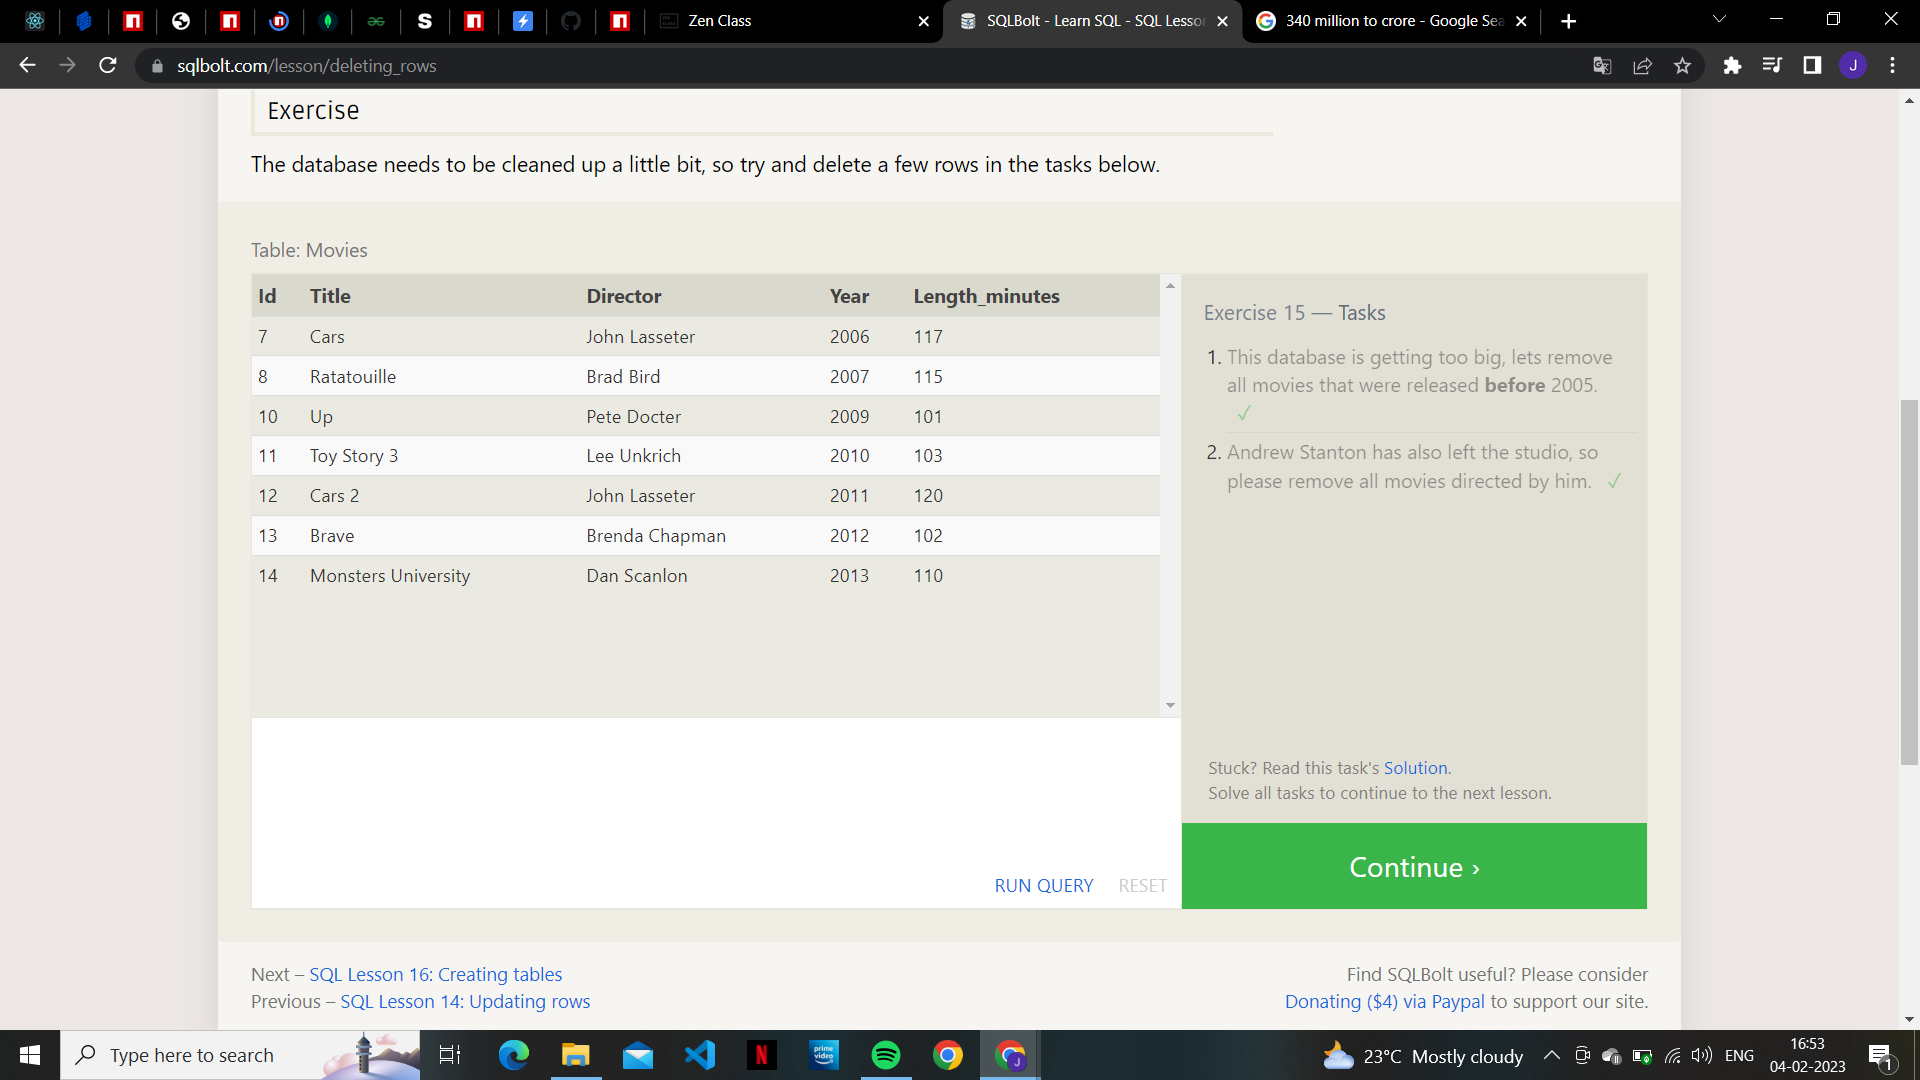 Zen Class
SQLBolt - Learn SQL - SQL Lesson
340 million to crore - Google Sea
sqlbolt.com/lesson/deleting_rows
J
Exercise
The database needs to be cleaned up a little bit, so try and delete a few rows in the tasks below.
Table: Movies
Id Title Director Year Length_minutes
7 Cars John Lasseter 2006 117
8 Ratatouille Brad Bird 2007 115
10 Up Pete Docter 2009 101
11 Toy Story 3 Lee Unkrich 2010 103
12 Cars 2 John Lasseter 2011 120
13 Brave Brenda Chapman 2012 102
14 Monsters University Dan Scanlon 2013 110
RUN QUERY RESET
Exercise 15 — Tasks
1. This database is getting too big, lets remove
all movies that were released before 2005.
✓
2. Andrew Stanton has also left the studio, so
please remove all movies directed by him. ✓
Stuck? Read this task's Solution.
Solve all tasks to continue to the next lesson.
Continue ›
Next – SQL Lesson 16: Creating tables
Previous – SQL Lesson 14: Updating rows
Find SQLBolt useful? Please consider
Donating ($4) via Paypal to support our site.
Type here to search
prime video
23°C Mostly cloudy
ENG
16:53
04-02-2023
1